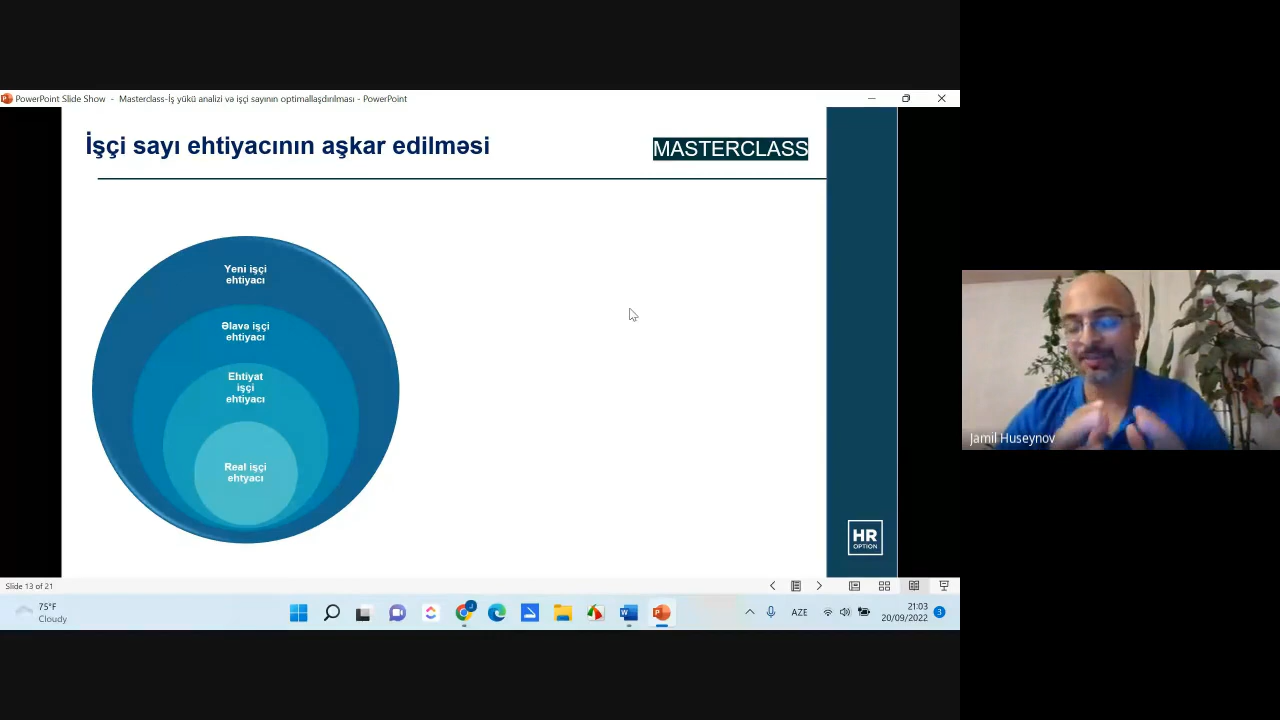 PowerPoint Slide Show - Masterclass-İş yükü analizi və işçi sayının optimallaşdırılması - PowerPoint
İşçi sayı ehtiyacının aşkar edilməsi
MASTERCLASS
Yeni işçi
ehtiyacı
Əlavə işçi
ehtiyacı
Ehtiyat
işçi
ehtiyacı
Real işçi
ehtyacı
Jamil Huseynov
HR
OPTION
Slide 13 of 21
75°F
Cloudy
AZE
21:03
20/09/2022
3